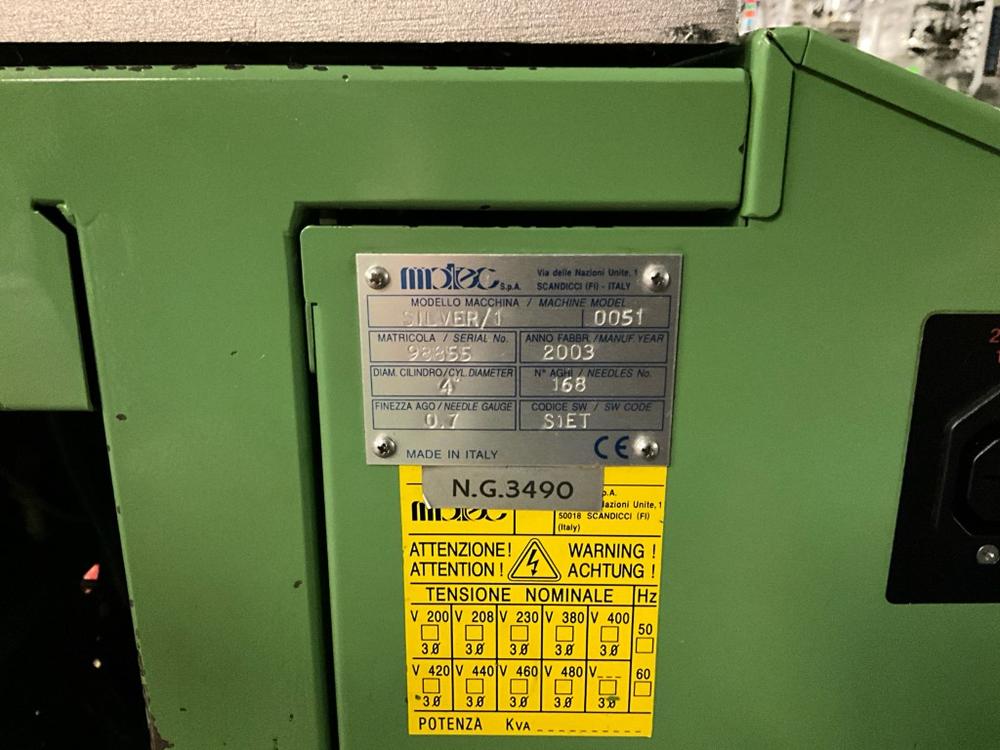 matec S.p.A.
Via delle Nazioni Unite, 1
SCANDICCI (FI) - ITALY
MODELLO MACCHINA / MACHINE MODEL
SILVER/1 0051
MATRICOLA / SERIAL No. ANNO FABBR./MANUF. YEAR
98855 2003
DIAM. CILINDRO/CYL. DIAMETER N° AGHI / NEEDLES No.
4" 168
FINEZZA AGO / NEEDLE GAUGE CODICE SW / SW CODE
0.7 S1ET
MADE IN ITALY CE
N.G.3490
p.A.
Nazioni Unite, 1
matec
50018 SCANDICCI (FI)
(Italy)
ATTENZIONE! WARNING !
ATTENTION ! ACHTUNG !
TENSIONE NOMINALE Hz
V 200 V 208 V 230 V 380 V 400 50
3Ø 3Ø 3Ø 3Ø 3Ø
V 420 V 440 V 460 V 480 V___ 60
3Ø 3Ø 3Ø 3Ø 3Ø
POTENZA KVA